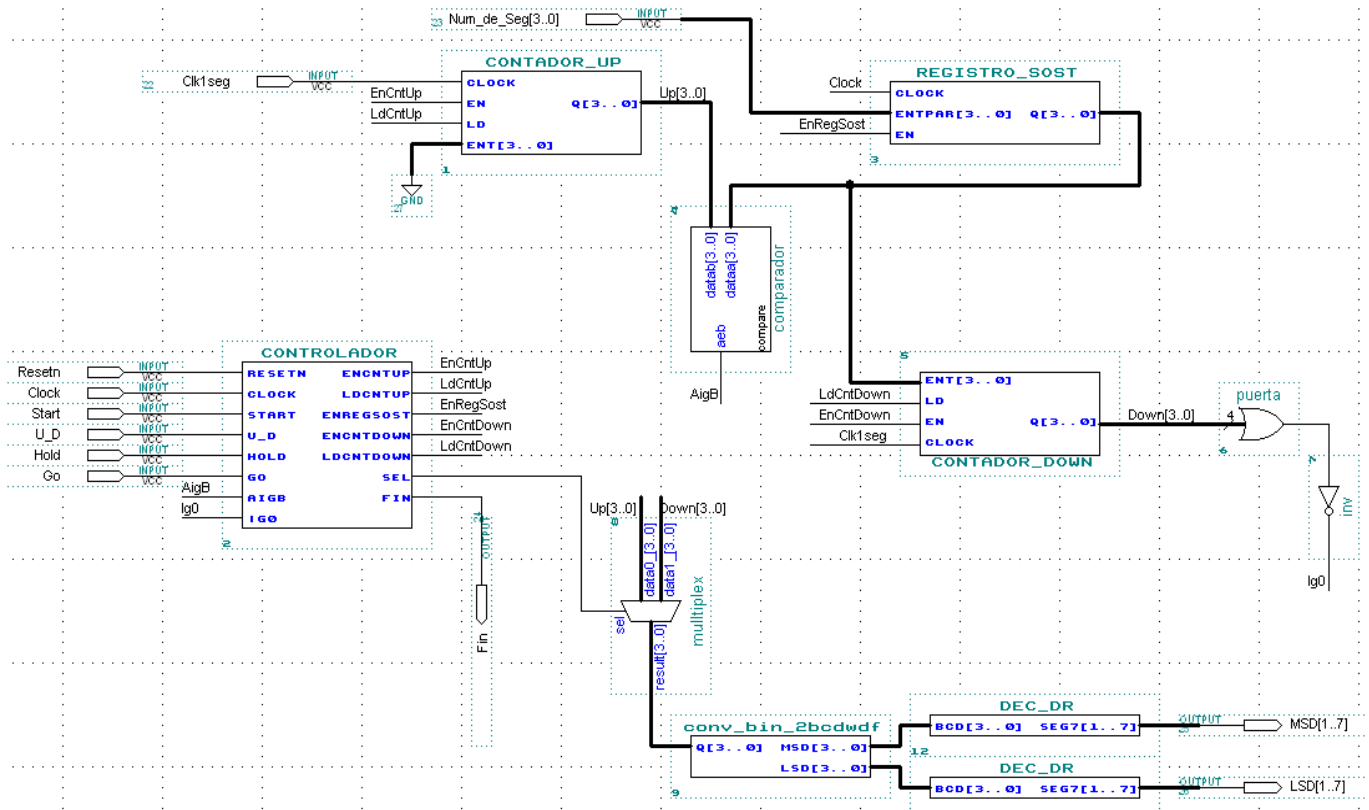 Num_de_Seg[3..0] INPUT VCC
23
CONTADOR_UP
Clk1seg INPUT VCC
CLOCK
EnCntUp EN Q[3..0] Up[3..0]
LdCntUp LD
ENT[3..0]
1
GND
REGISTRO_SOST
Clock CLOCK
ENTPAR[3..0] Q[3..0]
EnRegSost EN
3
4
datab[3..0]
dataa[3..0]
comparador
compare
aeb
AigB
CONTROLADOR
Resetn INPUT VCC RESETN ENCNTUP EnCntUp
Clock INPUT VCC CLOCK LDCNTUP LdCntUp
Start INPUT VCC START ENREGSOST EnRegSost
U_D INPUT VCC U_D ENCNTDOWN EnCntDown
Hold INPUT VCC HOLD LDCNTDOWN LdCntDown
Go INPUT VCC GO SEL
AigB AIGB FIN
Ig0 IG0
2
OUTPUT
Fin
5
ENT[3..0]
LdCntDown LD
EnCntDown EN Q[3..0] Down[3..0]
Clk1seg CLOCK
CONTADOR_DOWN
puerta
4
6
7
inv
Ig0
Up[3..0] Down[3..0]
8
data0_[3..0]
data1_[3..0]
sel
mulltiplex
result[3..0]
conv_bin_2bcdwdf
Q[3..0] MSD[3..0]
LSD[3..0]
9
DEC_DR
BCD[3..0] SEG7[1..7] OUTPUT MSD[1..7]
12
DEC_DR
BCD[3..0] SEG7[1..7] OUTPUT LSD[1..7]